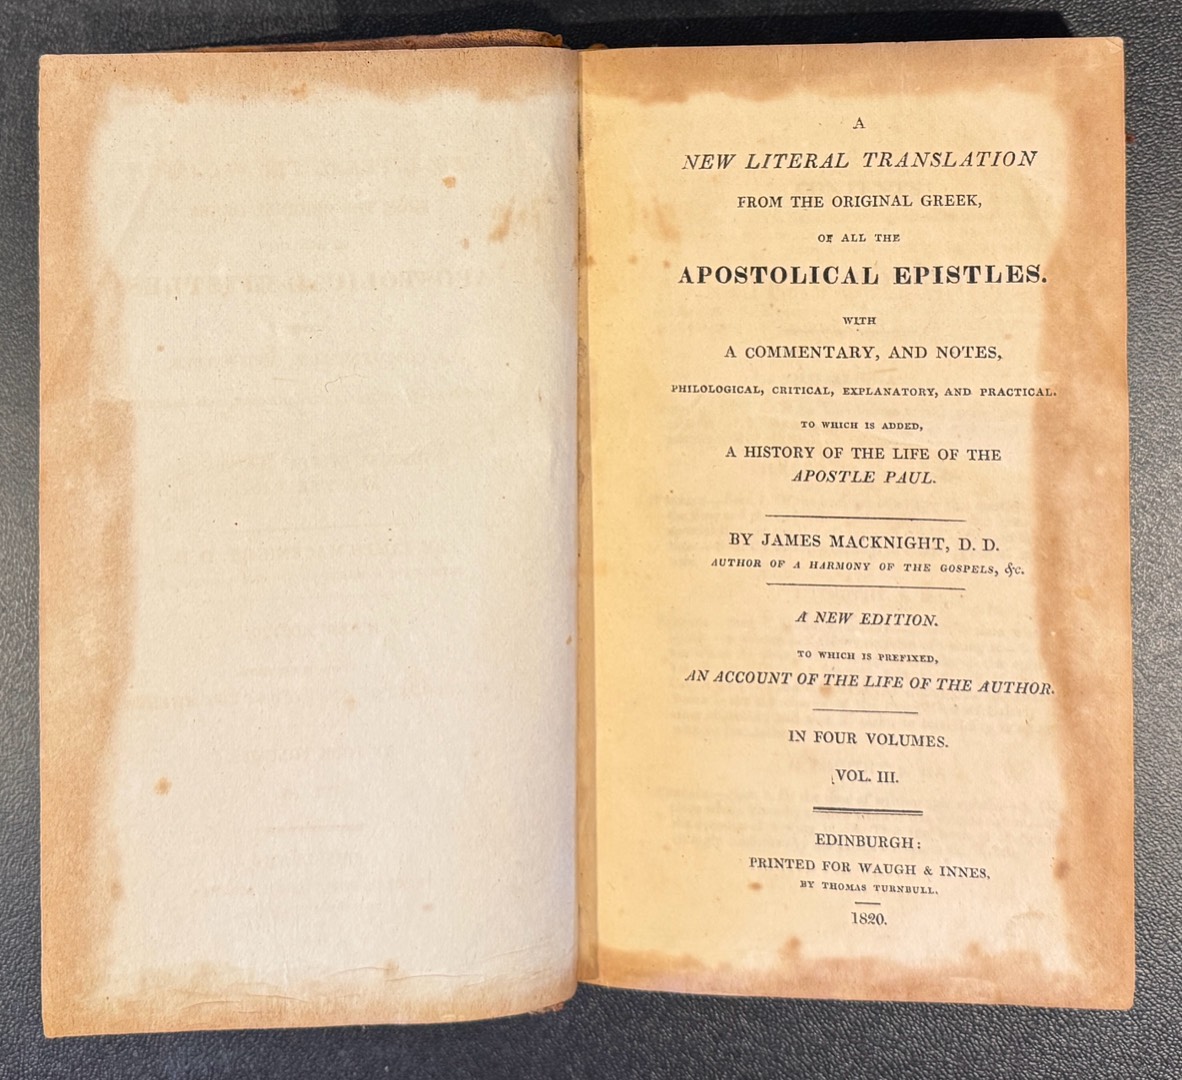 A
NEW LITERAL TRANSLATION
FROM THE ORIGINAL GREEK,
OF ALL THE
APOSTOLICAL EPISTLES.
WITH
A COMMENTARY, AND NOTES,
PHILOLOGICAL, CRITICAL, EXPLANATORY, AND PRACTICAL.
TO WHICH IS ADDED,
A HISTORY OF THE LIFE OF THE
APOSTLE PAUL.
BY JAMES MACKNIGHT, D. D.
AUTHOR OF A HARMONY OF THE GOSPELS, &c.
A NEW EDITION.
TO WHICH IS PREFIXED,
AN ACCOUNT OF THE LIFE OF THE AUTHOR.
IN FOUR VOLUMES.
VOL. III.
EDINBURGH:
PRINTED FOR WAUGH & INNES,
BY THOMAS TURNBULL.
1820.